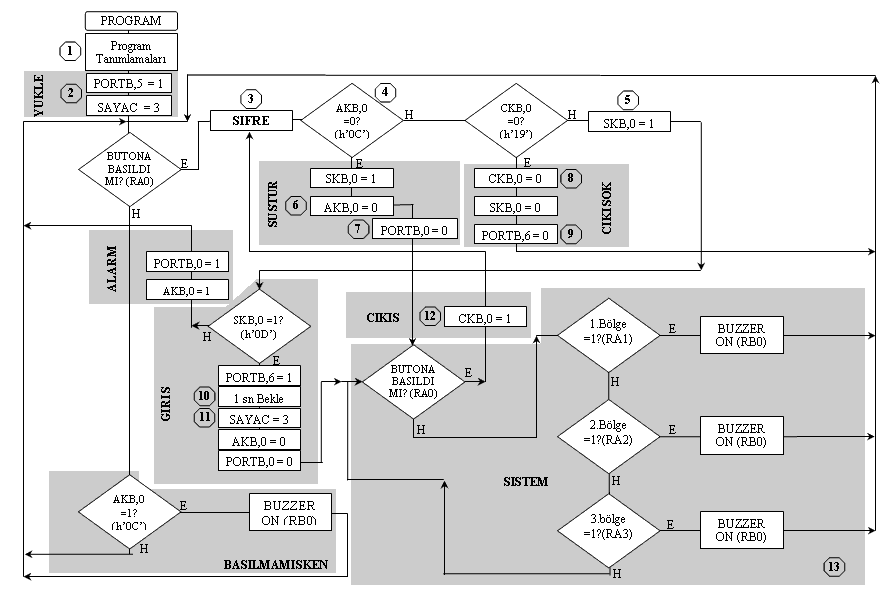 PROGRAM
1
Program
Tanımlamaları
YUKLE
2
PORTB,5 = 1
SAYAC = 3
BUTONA
BASILDI
MI? (RA0)
E
H
3
SIFRE
4
AKB,0
=0?
(h'0C')
H
E
CKB,0
=0?
(h'19')
H
E
5
SKB,0 = 1
SUSTUR
SKB,0 = 1
6
AKB,0 = 0
7
PORTB,0 = 0
CKB,0 = 0
8
SKB,0 = 0
PORTB,6 = 0
9
CIKISOK
ALARM
PORTB,0 = 1
AKB,0 = 1
GIRIS
SKB,0 =1?
(h'0D')
H
E
PORTB,6 = 1
10
1 sn Bekle
11
SAYAC = 3
AKB,0 = 0
PORTB,0 = 0
CIKIS
12
CKB,0 = 1
BUTONA
BASILDI
MI? (RA0)
E
H
1.Bölge
=1?(RA1)
E
H
BUZZER
ON (RB0)
2.Bölge
=1?(RA2)
E
H
BUZZER
ON (RB0)
3.bölge
=1?(RA3)
E
H
BUZZER
ON (RB0)
SISTEM
13
AKB,0
=1?
(h'0C')
E
H
BUZZER
ON (RB0)
BASILMAMISKEN